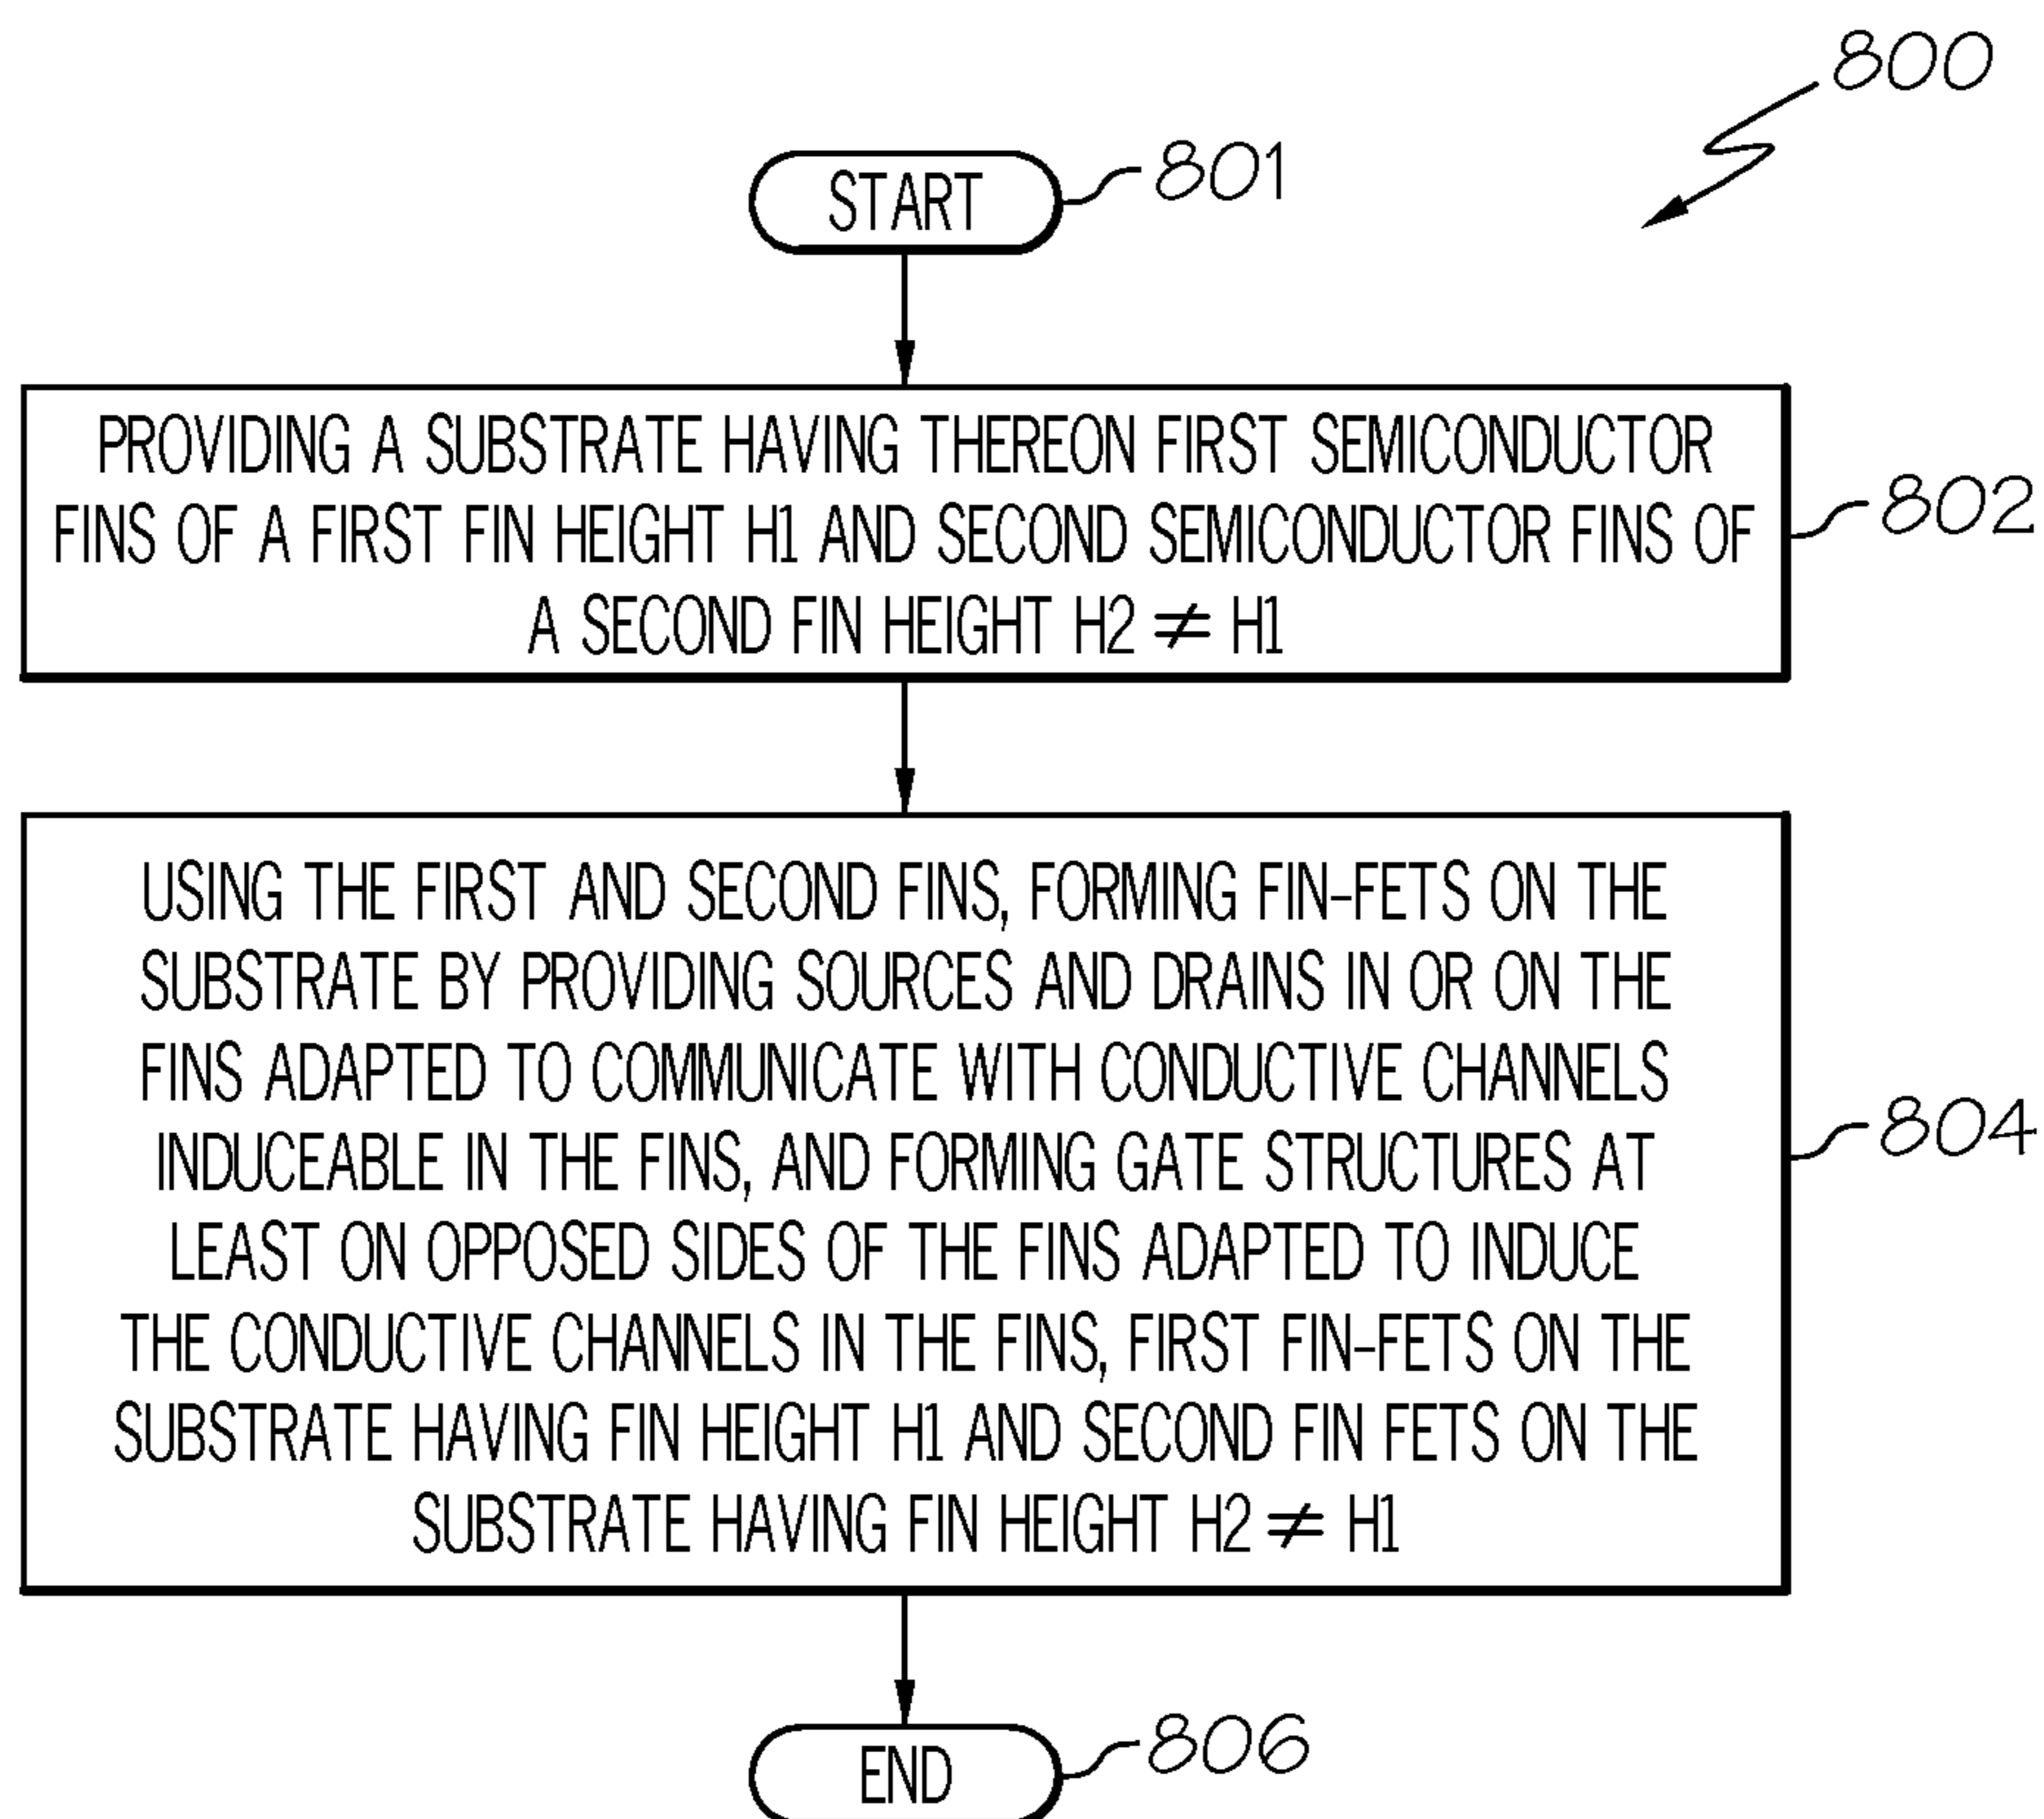 800
START
801
PROVIDING A SUBSTRATE HAVING THEREON FIRST SEMICONDUCTOR
FINS OF A FIRST FIN HEIGHT H1 AND SECOND SEMICONDUCTOR FINS OF
A SECOND FIN HEIGHT H2 ≠ H1
802
USING THE FIRST AND SECOND FINS, FORMING FIN-FETS ON THE
SUBSTRATE BY PROVIDING SOURCES AND DRAINS IN OR ON THE
FINS ADAPTED TO COMMUNICATE WITH CONDUCTIVE CHANNELS
INDUCEABLE IN THE FINS, AND FORMING GATE STRUCTURES AT
LEAST ON OPPOSED SIDES OF THE FINS ADAPTED TO INDUCE
THE CONDUCTIVE CHANNELS IN THE FINS, FIRST FIN-FETS ON THE
SUBSTRATE HAVING FIN HEIGHT H1 AND SECOND FIN FETS ON THE
SUBSTRATE HAVING FIN HEIGHT H2 ≠ H1
804
END
806